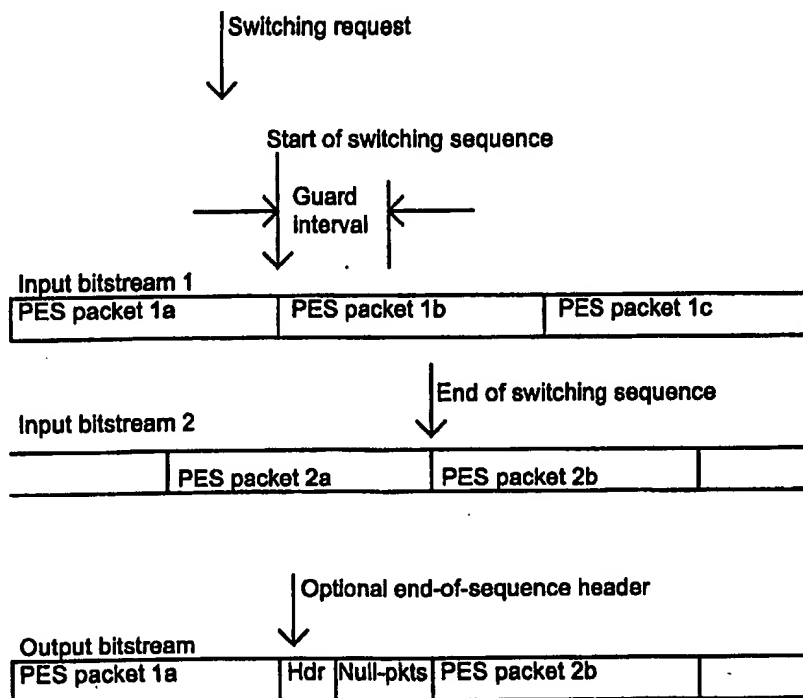 Switching request
Start of switching sequence
Guard
interval
Input bitstream 1
PES packet 1a PES packet 1b PES packet 1c
End of switching sequence
Input bitstream 2
PES packet 2a PES packet 2b
Optional end-of-sequence header
Output bitstream
PES packet 1a Hdr Null-pkts PES packet 2b